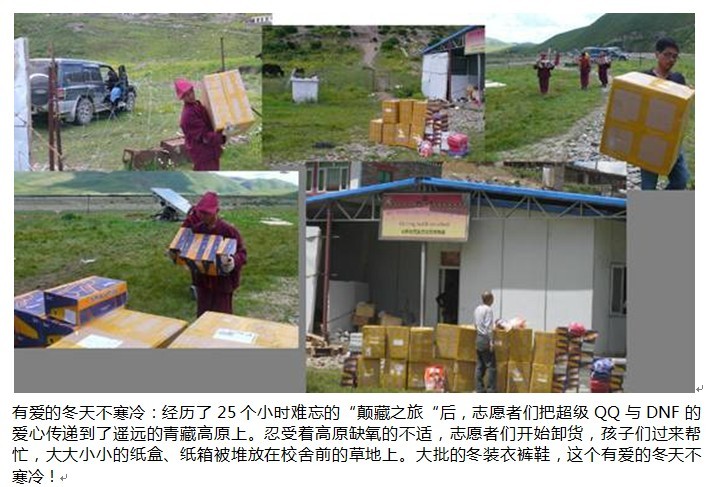 有爱的冬天不寒冷：经历了 25 个小时难忘的“颠藏之旅“后，志愿者们把超级 QQ 与 DNF 的
爱心传递到了遥远的青藏高原上。忍受着高原缺氧的不适，志愿者们开始卸货，孩子们过来帮
忙，大大小小的纸盒、纸箱被堆放在校舍前的草地上。大批的冬装衣裤鞋，这个有爱的冬天不
寒冷！